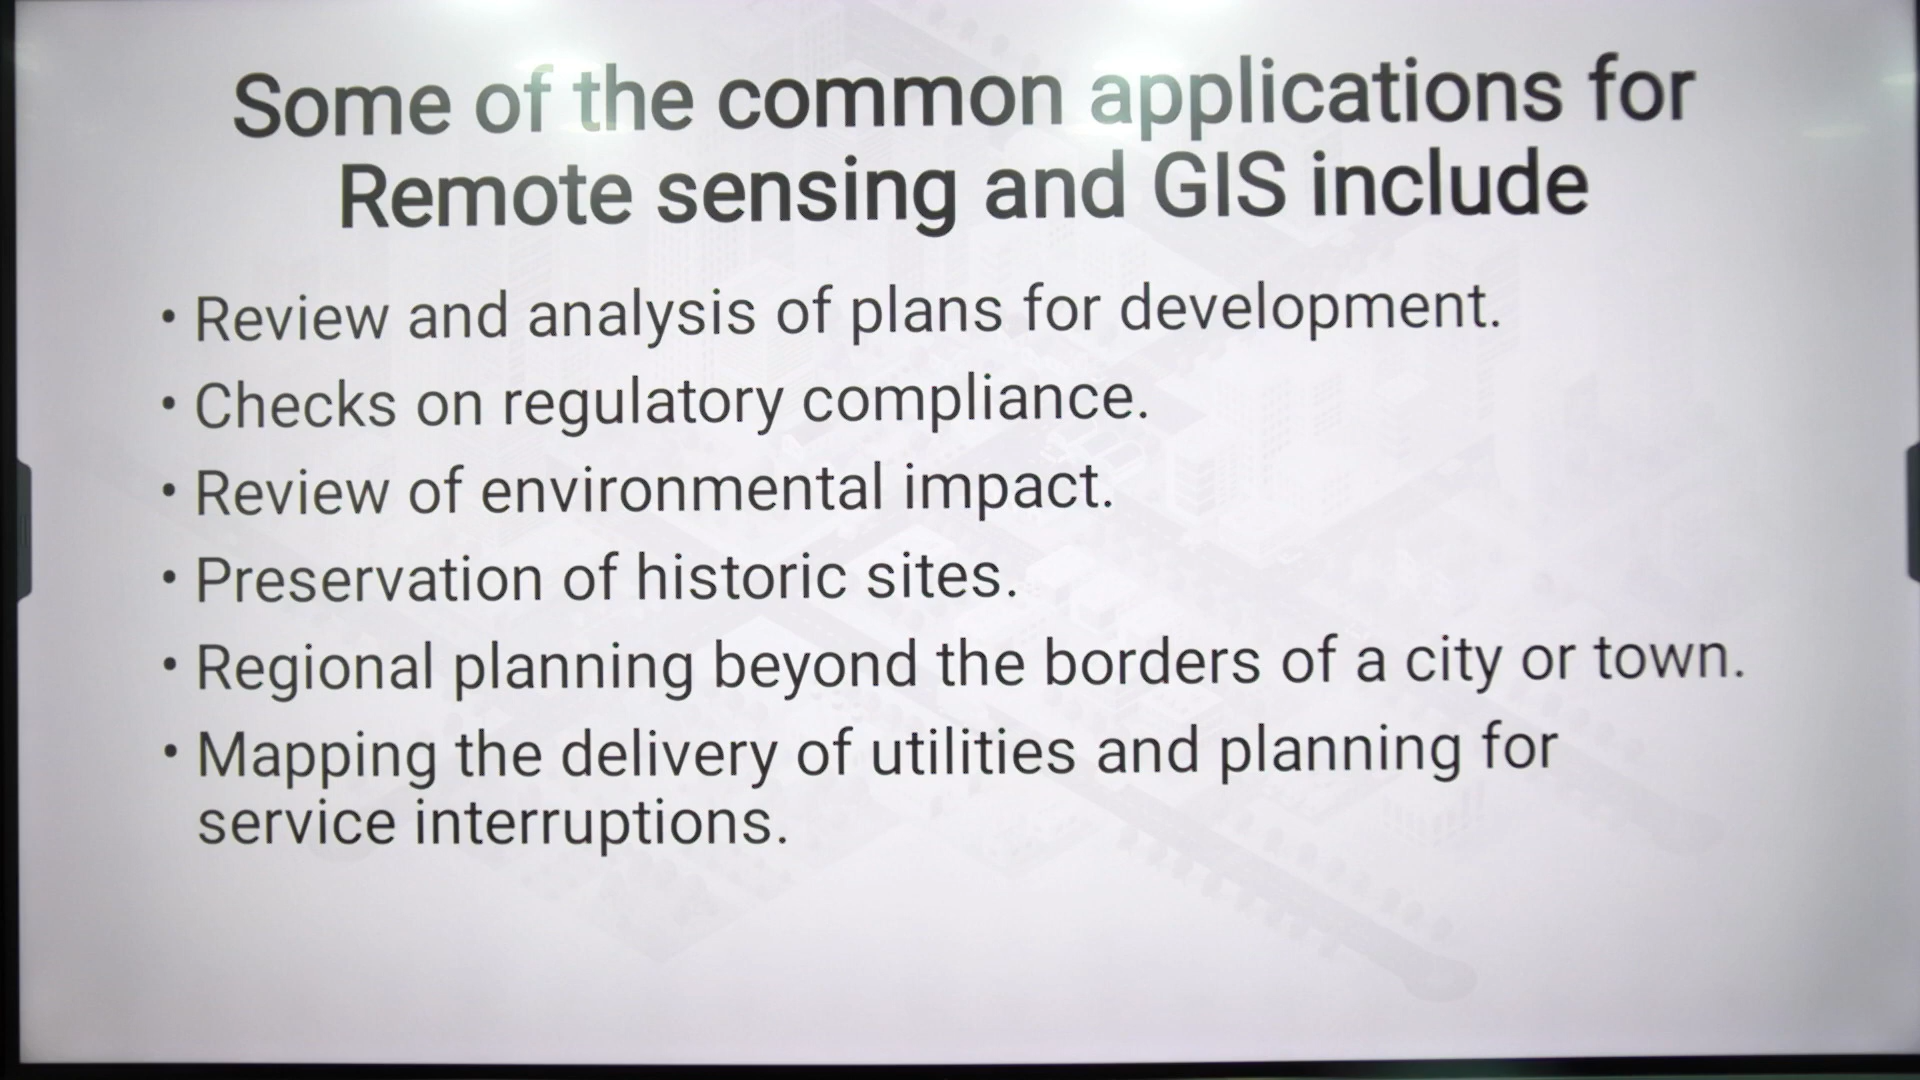 Some of the common applications for
Remote sensing and GIS include
• Review and analysis of plans for development.
• Checks on regulatory compliance.
• Review of environmental impact.
• Preservation of historic sites.
• Regional planning beyond the borders of a city or town.
• Mapping the delivery of utilities and planning for
service interruptions.